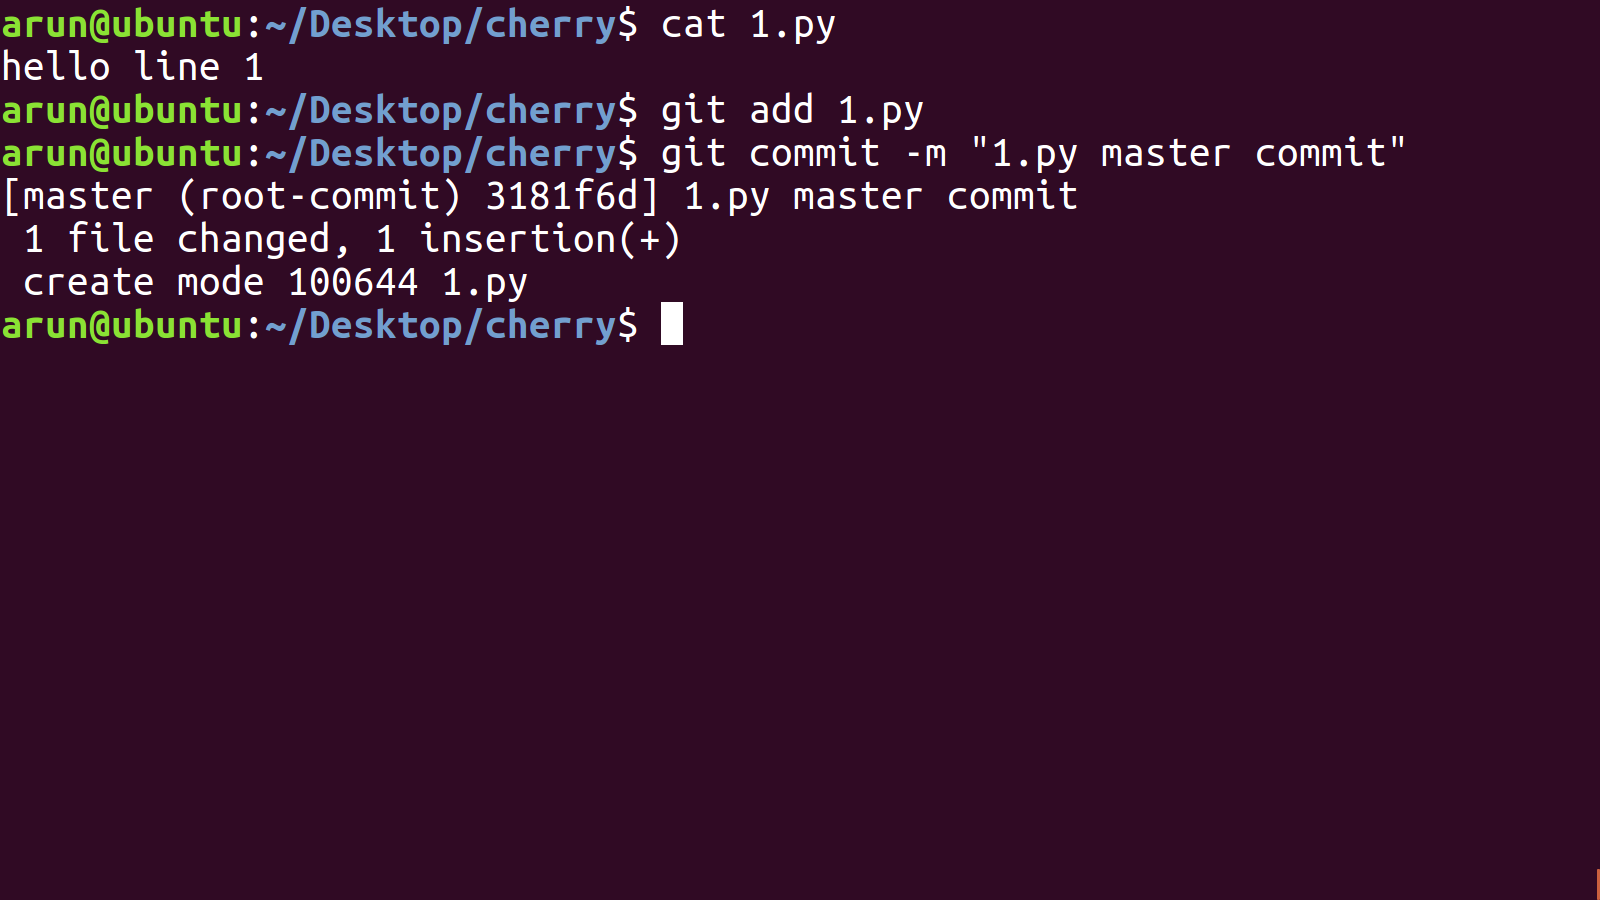 arun@ubuntu:~/Desktop/cherry$ cat 1.py
hello line 1
arun@ubuntu:~/Desktop/cherry$ git add 1.py
arun@ubuntu:~/Desktop/cherry$ git commit -m "1.py master commit"
[master (root-commit) 3181f6d] 1.py master commit
 1 file changed, 1 insertion(+)
 create mode 100644 1.py
arun@ubuntu:~/Desktop/cherry$